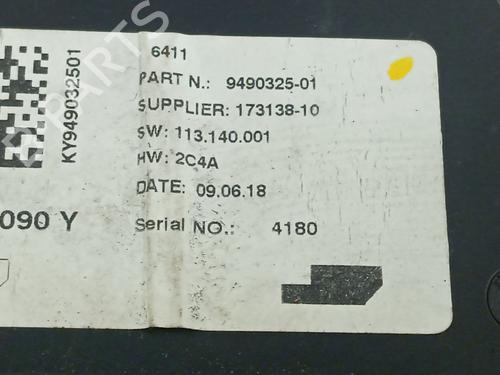 6411
PART N.: 9490325-01
SUPPLIER: 173138-10
SW: 113.140.001
HW: 2C4A
DATE: 09.06.18
Serial NO.: 4180
KY949032501
090 Y
PARTS